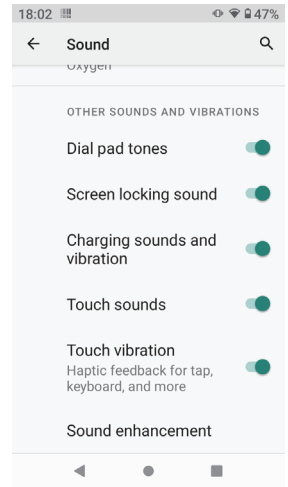 18:02 47%
Sound
Oxygen
OTHER SOUNDS AND VIBRATIONS
Dial pad tones
Screen locking sound
Charging sounds and
vibration
Touch sounds
Touch vibration
Haptic feedback for tap,
keyboard, and more
Sound enhancement